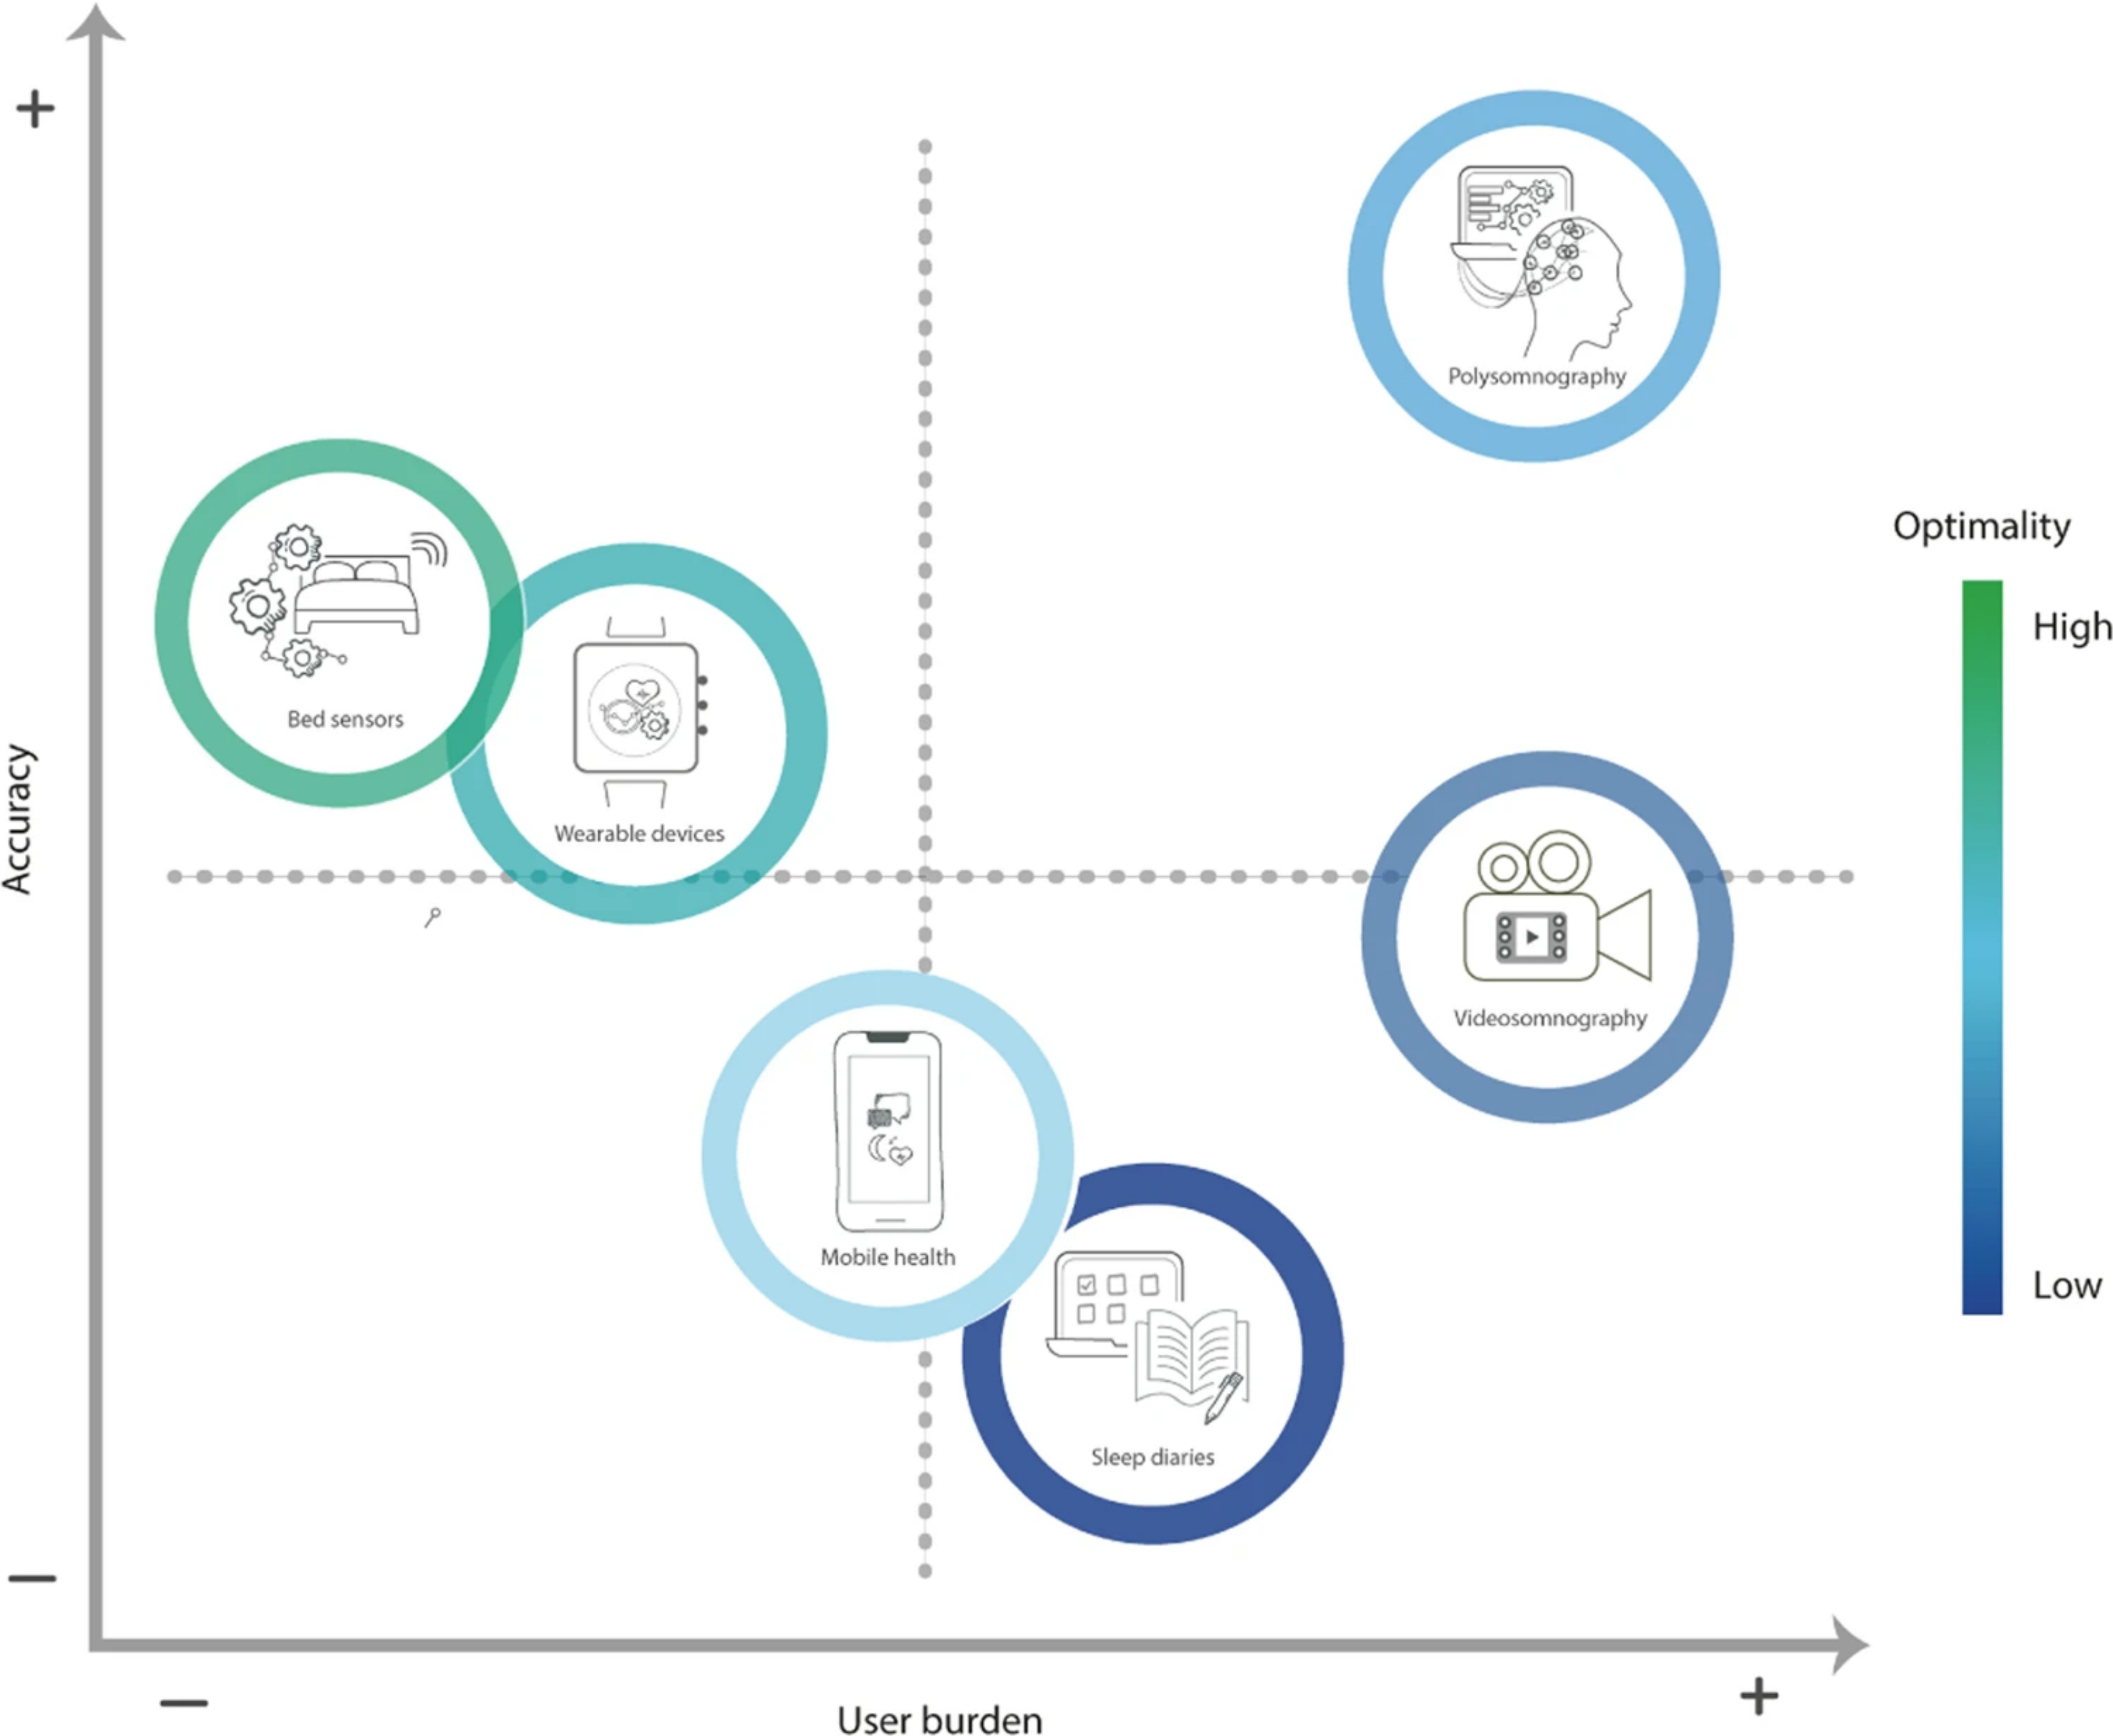 +
Polysomnography
Optimality
High
Bed sensors
Wearable devices
Accuracy
Videosomnography
Mobile health
Low
Sleep diaries
—
—
+
User burden